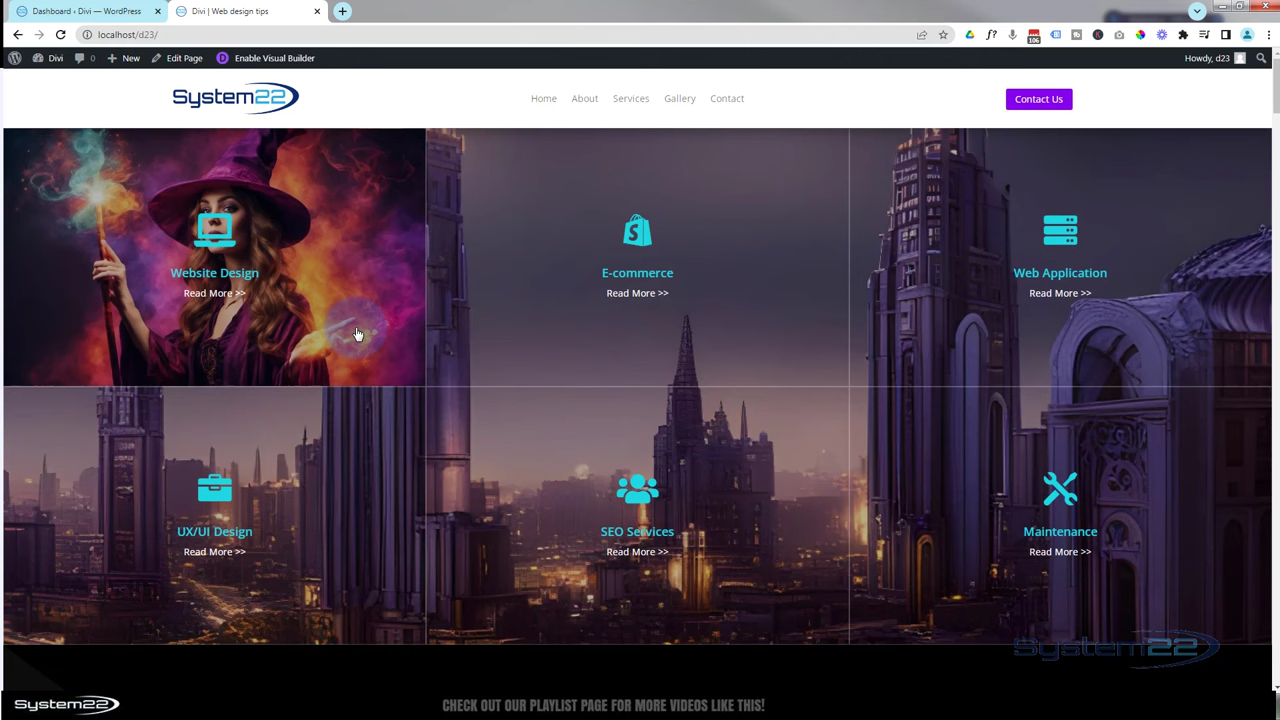 Dashboard ‹ Divi — WordPress
Divi | Web design tips
localhost/d23/
106
Divi
0
New
Edit Page
Enable Visual Builder
Howdy, d23
System22
Home
About
Services
Gallery
Contact
Contact Us
Website Design
Read More >>
E-commerce
Read More >>
Web Application
Read More >>
UX/UI Design
Read More >>
SEO Services
Read More >>
Maintenance
Read More >>
System22
System22
CHECK OUT OUR PLAYLIST PAGE FOR MORE VIDEOS LIKE THIS!